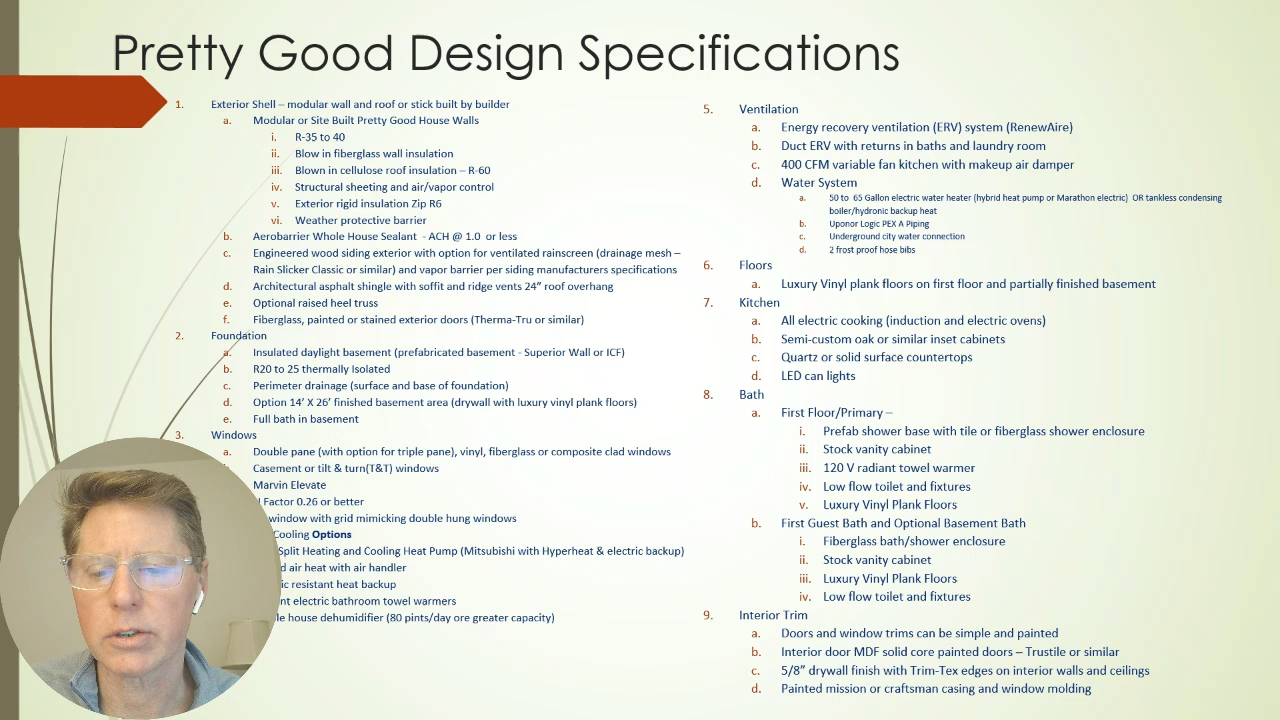 Pretty Good Design Specifications
1. Exterior Shell – modular wall and roof or stick built by builder
a. Modular or Site Built Pretty Good House Walls
i. R-35 to 40
ii. Blow in fiberglass wall insulation
iii. Blown in cellulose roof insulation – R-60
iv. Structural sheeting and air/vapor control
v. Exterior rigid insulation Zip R6
vi. Weather protective barrier
b. Aerobarrier Whole House Sealant - ACH @ 1.0 or less
c. Engineered wood siding exterior with option for ventilated rainscreen (drainage mesh –
Rain Slicker Classic or similar) and vapor barrier per siding manufacturers specifications
d. Architectural asphalt shingle with soffit and ridge vents 24” roof overhang
e. Optional raised heel truss
f. Fiberglass, painted or stained exterior doors (Therma-Tru or similar)
2. Foundation
a. Insulated daylight basement (prefabricated basement - Superior Wall or ICF)
b. R20 to 25 thermally Isolated
c. Perimeter drainage (surface and base of foundation)
d. Option 14’ X 26’ finished basement area (drywall with luxury vinyl plank floors)
e. Full bath in basement
3. Windows
a. Double pane (with option for triple pane), vinyl, fiberglass or composite clad windows
Casement or tilt & turn(T&T) windows
Marvin Elevate
Factor 0.26 or better
window with grid mimicking double hung windows
Cooling Options
Split Heating and Cooling Heat Pump (Mitsubishi with Hyperheat & electric backup)
air heat with air handler
resistant heat backup
electric bathroom towel warmers
house dehumidifier (80 pints/day ore greater capacity)
5. Ventilation
a. Energy recovery ventilation (ERV) system (RenewAire)
b. Duct ERV with returns in baths and laundry room
c. 400 CFM variable fan kitchen with makeup air damper
d. Water System
a. 50 to 65 Gallon electric water heater (hybrid heat pump or Marathon electric) OR tankless condensing
boiler/hydronic backup heat
b. Uponor Logic PEX A Piping
c. Underground city water connection
d. 2 frost proof hose bibs
6. Floors
a. Luxury Vinyl plank floors on first floor and partially finished basement
7. Kitchen
a. All electric cooking (induction and electric ovens)
b. Semi-custom oak or similar inset cabinets
c. Quartz or solid surface countertops
d. LED can lights
8. Bath
a. First Floor/Primary –
i. Prefab shower base with tile or fiberglass shower enclosure
ii. Stock vanity cabinet
iii. 120 V radiant towel warmer
iv. Low flow toilet and fixtures
v. Luxury Vinyl Plank Floors
b. First Guest Bath and Optional Basement Bath
i. Fiberglass bath/shower enclosure
ii. Stock vanity cabinet
iii. Luxury Vinyl Plank Floors
iv. Low flow toilet and fixtures
9. Interior Trim
a. Doors and window trims can be simple and painted
b. Interior door MDF solid core painted doors – Trustile or similar
c. 5/8” drywall finish with Trim-Tex edges on interior walls and ceilings
d. Painted mission or craftsman casing and window molding